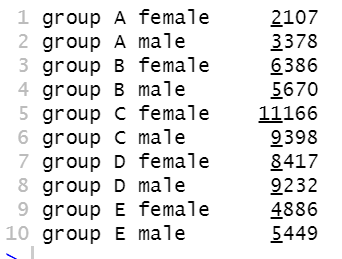 1 group A female 2107
2 group A male 3378
3 group B female 6386
4 group B male 5670
5 group C female 11166
6 group C male 9398
7 group D female 8417
8 group D male 9232
9 group E female 4886
10 group E male 5449
>